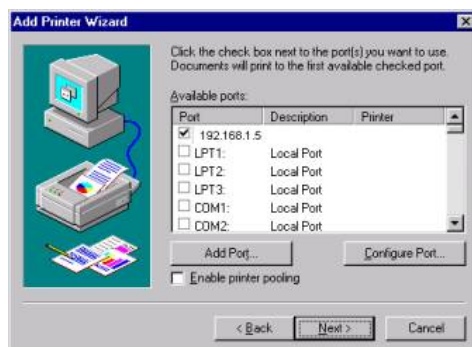 Add Printer Wizard
Click the check box next to the port(s) you want to use.
Documents will print to the first available checked port.
Available ports:
Port Description Printer
192.168.1.5
LPT1: Local Port
LPT2: Local Port
LPT3: Local Port
COM1: Local Port
COM2: Local Port
Add Port... Configure Port...
Enable printer pooling
< Back Next > Cancel